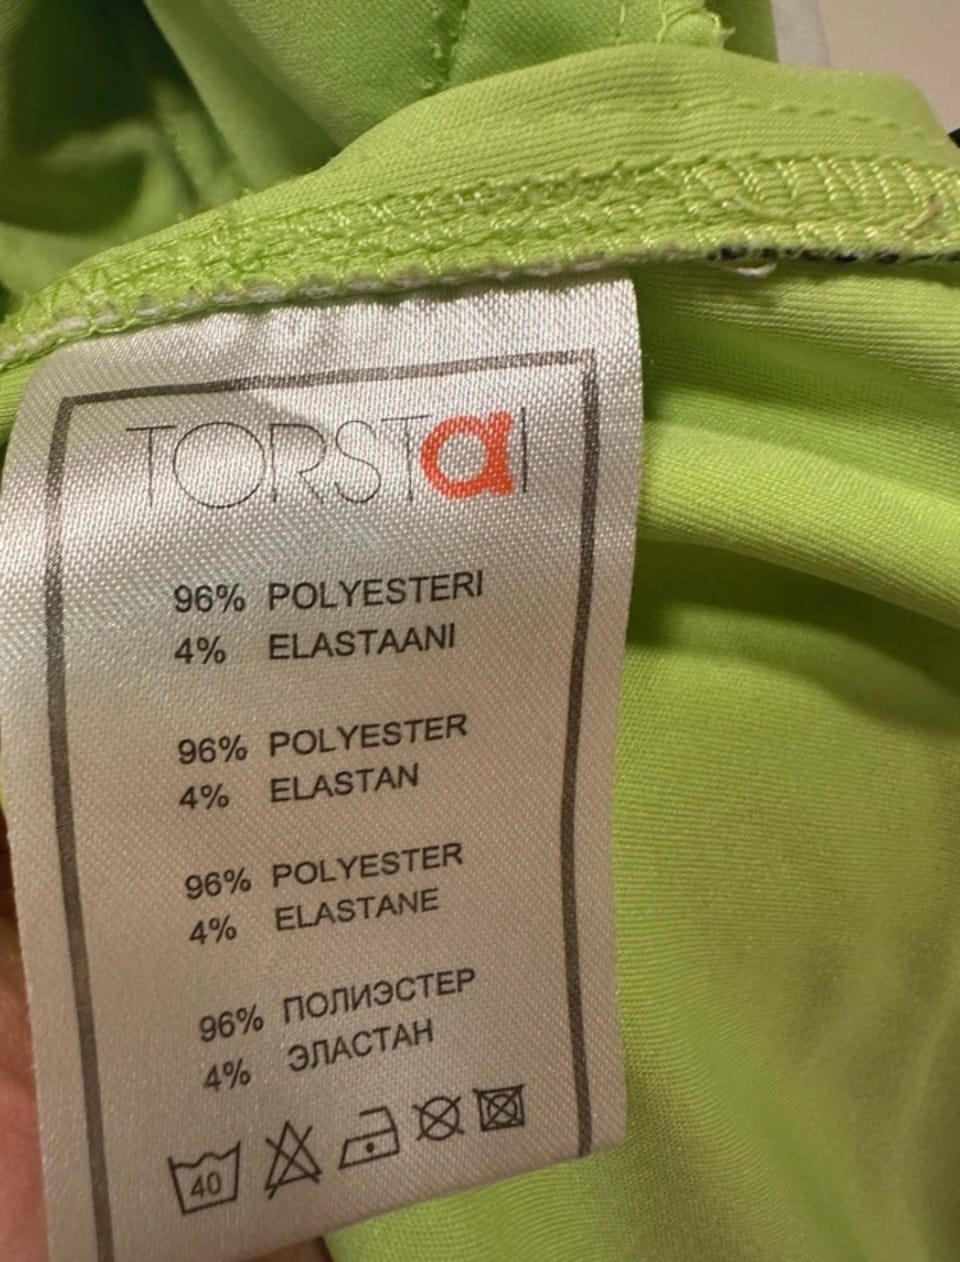 TORSTaI
96% POLYESTERI
4% ELASTAANI
96% POLYESTER
4% ELASTAN
96% POLYESTER
4% ELASTANE
96% ПОЛИЭСТЕР
4% ЭЛАСТАН
40